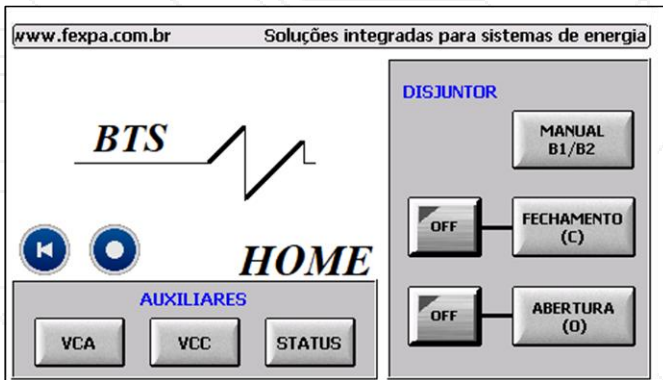 www.fexpa.com.br Soluções integradas para sistemas de energia
BTS
HOME
AUXILIARES
VCA VCC STATUS
DISJUNTOR
MANUAL
B1/B2
OFF FECHAMENTO
(C)
OFF ABERTURA
(O)